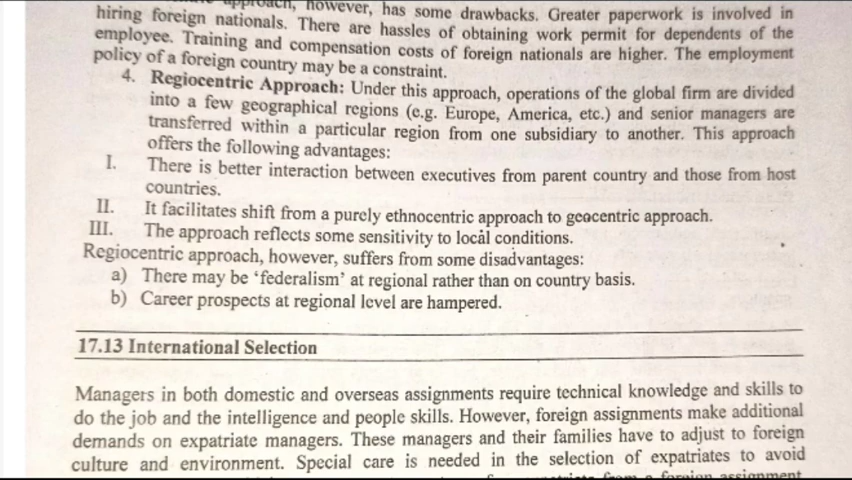 approach, however, has some drawbacks. Greater paperwork is involved in
hiring foreign nationals. There are hassles of obtaining work permit for dependents of the
employee. Training and compensation costs of foreign nationals are higher. The employment
policy of a foreign country may be a constraint.
4. Regiocentric Approach: Under this approach, operations of the global firm are divided
into a few geographical regions (e.g. Europe, America, etc.) and senior managers are
transferred within a particular region from one subsidiary to another. This approach
offers the following advantages:
I. There is better interaction between executives from parent country and those from host
countries.
II. It facilitates shift from a purely ethnocentric approach to geocentric approach.
III. The approach reflects some sensitivity to local conditions.
Regiocentric approach, however, suffers from some disadvantages:
a) There may be ‘federalism’ at regional rather than on country basis.
b) Career prospects at regional level are hampered.
17.13 International Selection
Managers in both domestic and overseas assignments require technical knowledge and skills to
do the job and the intelligence and people skills. However, foreign assignments make additional
demands on expatriate managers. These managers and their families have to adjust to foreign
culture and environment. Special care is needed in the selection of expatriates to avoid
from a foreign assignment